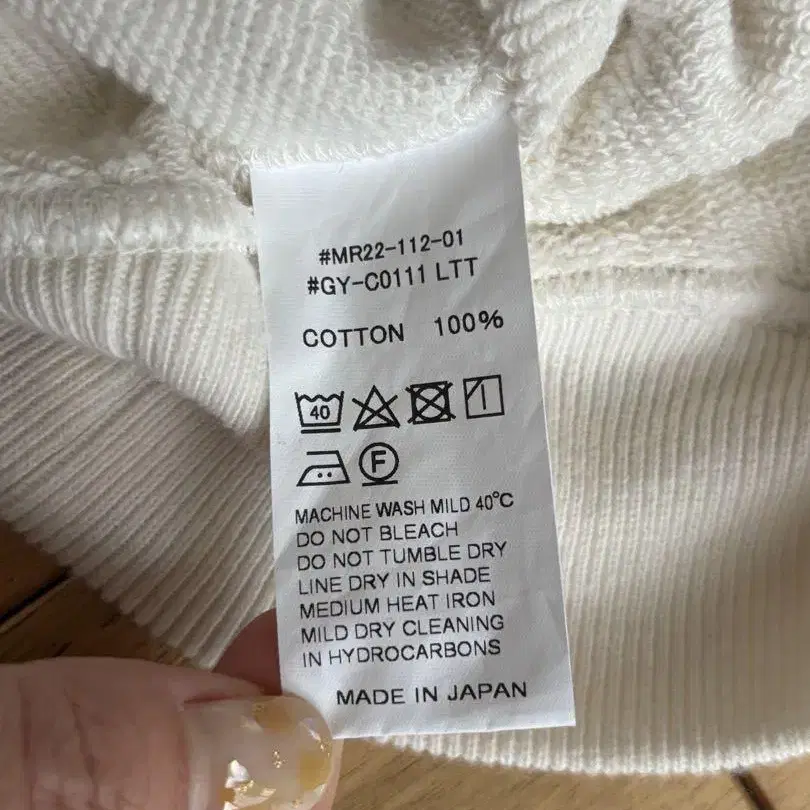 #MR22-112-01
#GY-C0111 LTT
COTTON 100%
40
F
MACHINE WASH MILD 40°C
DO NOT BLEACH
DO NOT TUMBLE DRY
LINE DRY IN SHADE
MEDIUM HEAT IRON
MILD DRY CLEANING
IN HYDROCARBONS
MADE IN JAPAN